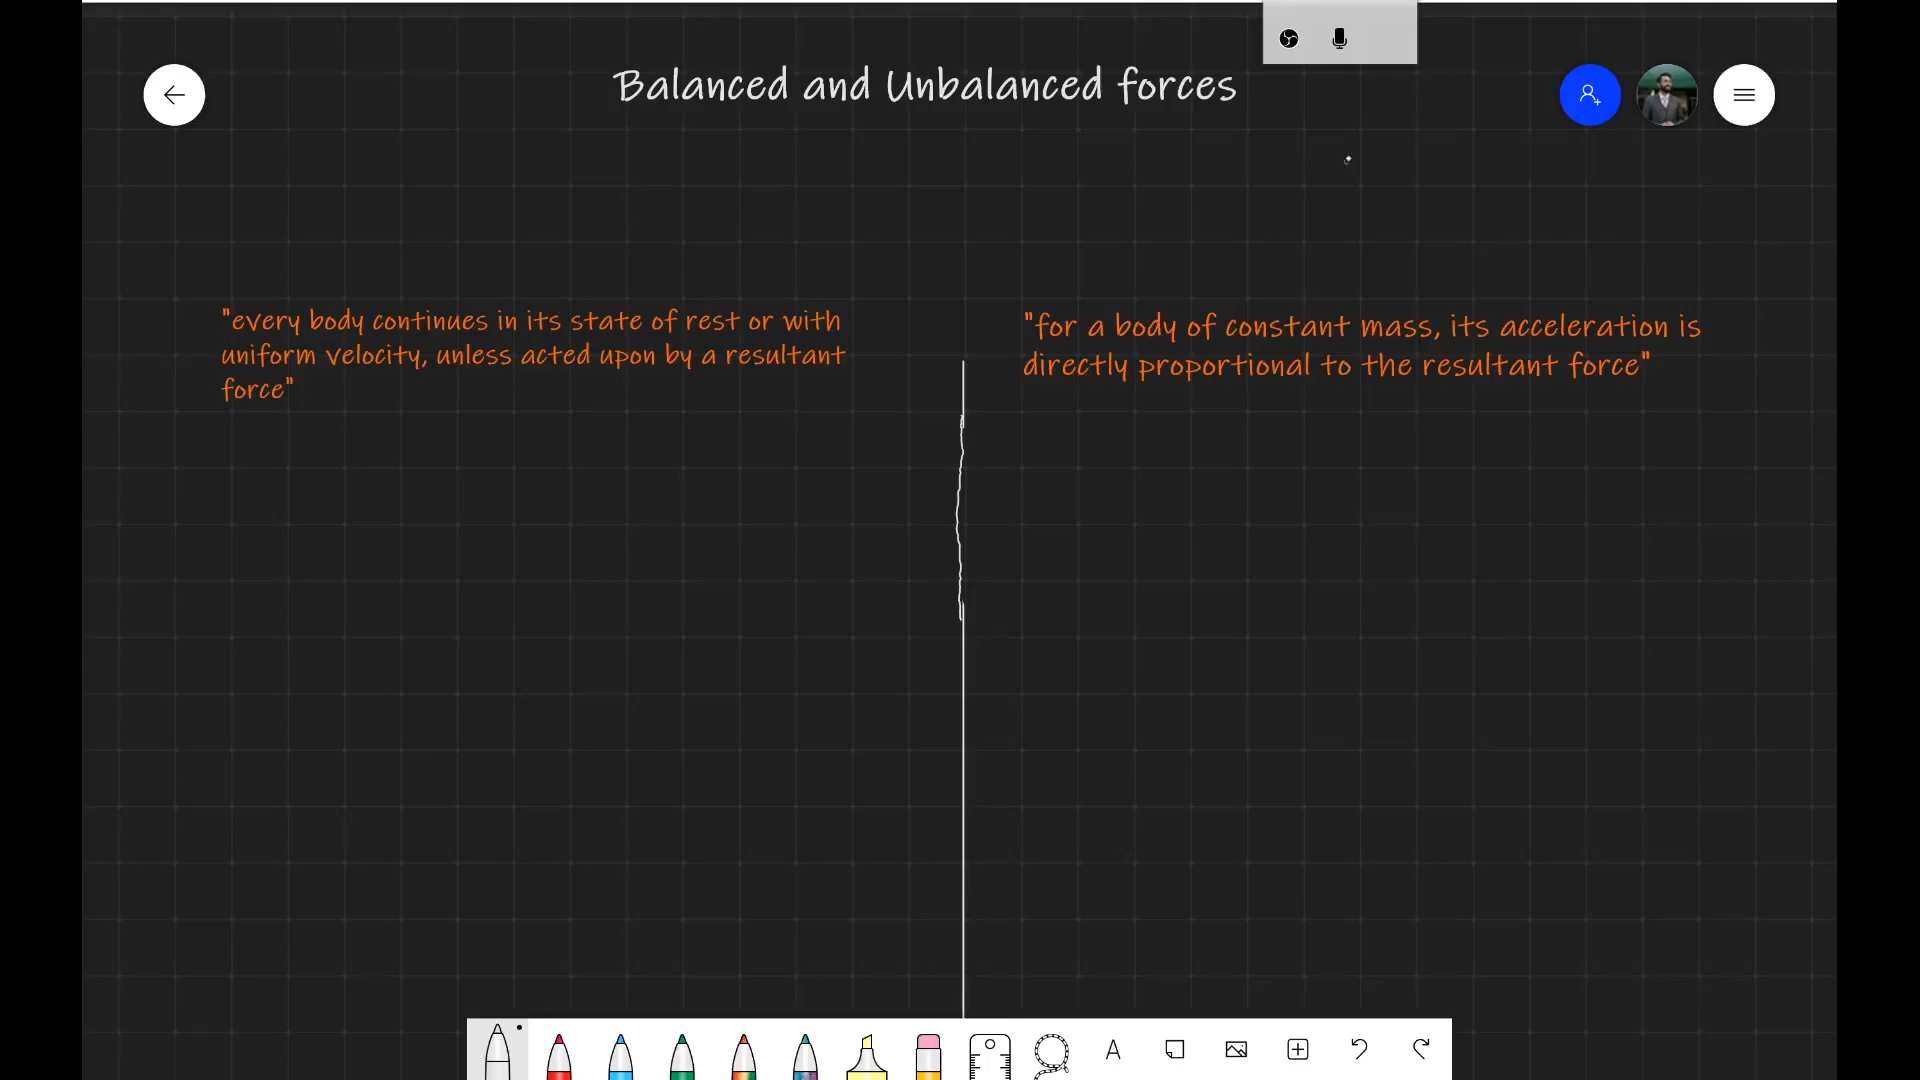 Balanced and Unbalanced forces
"every body continues in its state of rest or with
uniform velocity, unless acted upon by a resultant
force"
"for a body of constant mass, its acceleration is
directly proportional to the resultant force"
A